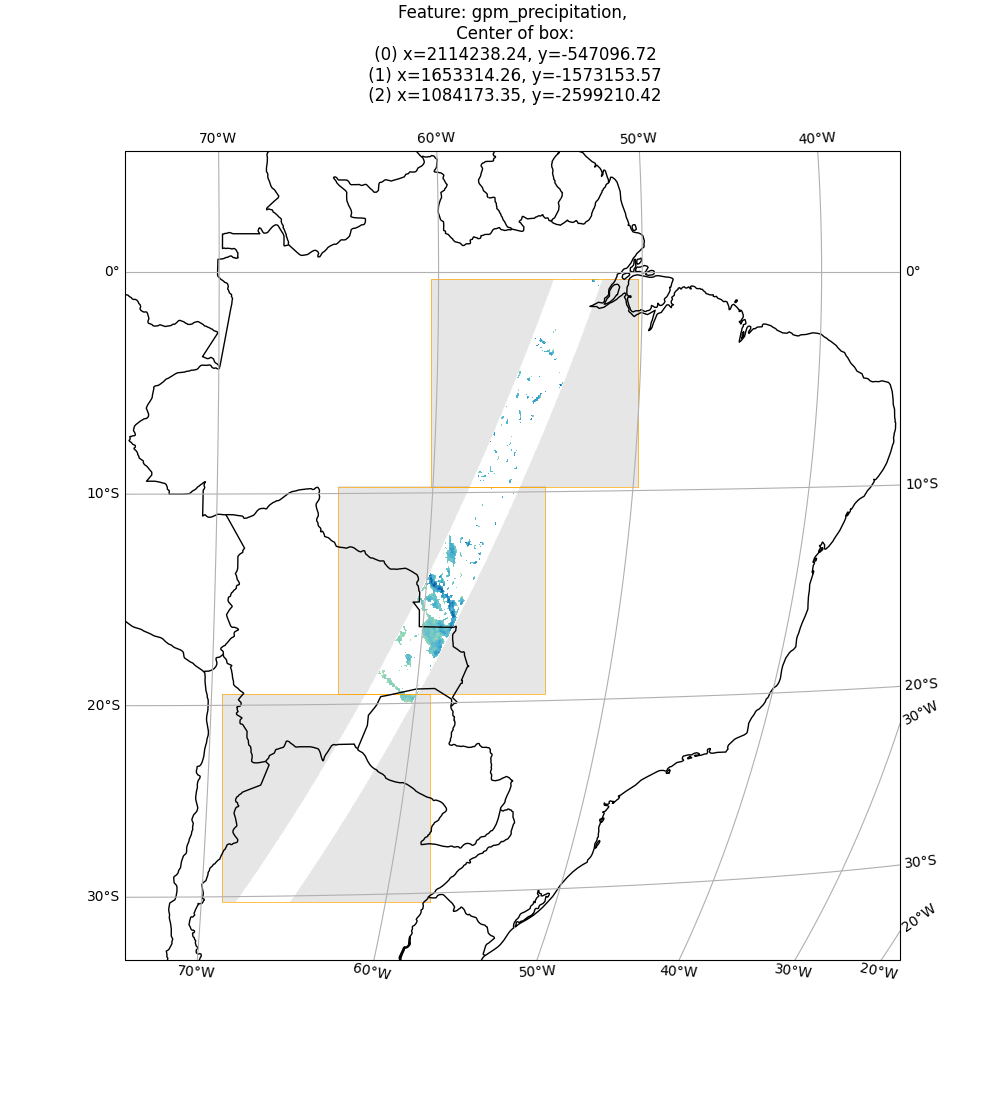 Feature: gpm_precipitation,
Center of box:
(0) x=2114238.24, y=-547096.72
(1) x=1653314.26, y=-1573153.57
(2) x=1084173.35, y=-2599210.42
70°W 60°W 50°W 40°W
0° 0°
10°S 10°S
20°S 20°S
30°W
30°S 30°S
20°W
70°W 60°W 50°W 40°W 30°W 20°W